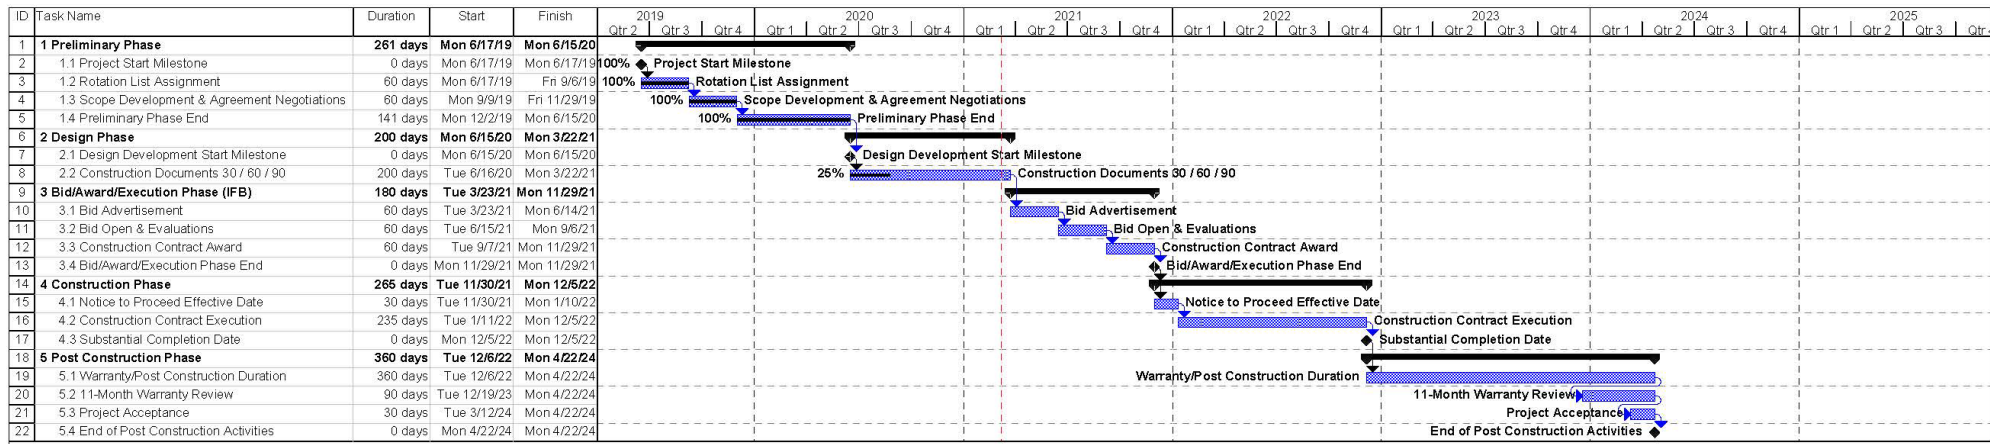 ID Task Name Duration Start Finish 2019 2020 2021 2022 2023 2024 2025
Qtr 2 Qtr 3 Qtr 4 Qtr 1 Qtr 2 Qtr 3 Qtr 4 Qtr 1 Qtr 2 Qtr 3 Qtr 4 Qtr 1 Qtr 2 Qtr 3 Qtr 4 Qtr 1 Qtr 2 Qtr 3 Qtr 4 Qtr 1 Qtr 2 Qtr 3 Qtr 4 Qtr 1 Qtr 2 Qtr 3 Qtr 4
1 1 Preliminary Phase 261 days Mon 6/17/19 Mon 6/15/20
2 1.1 Project Start Milestone 0 days Mon 6/17/19 Mon 6/17/19 100% Project Start Milestone
3 1.2 Rotation List Assignment 60 days Mon 6/17/19 Fri 9/6/19 100% Rotation List Assignment
4 1.3 Scope Development & Agreement Negotiations 60 days Mon 9/9/19 Fri 11/29/19 100% Scope Development & Agreement Negotiations
5 1.4 Preliminary Phase End 141 days Mon 12/2/19 Mon 6/15/20 100% Preliminary Phase End
6 2 Design Phase 200 days Mon 6/15/20 Mon 3/22/21
7 2.1 Design Development Start Milestone 0 days Mon 6/15/20 Mon 6/15/20 Design Development Start Milestone
8 2.2 Construction Documents 30 / 60 / 90 200 days Tue 6/16/20 Mon 3/22/21 25% Construction Documents 30 / 60 / 90
9 3 Bid/Award/Execution Phase (IFB) 180 days Tue 3/23/21 Mon 11/29/21
10 3.1 Bid Advertisement 60 days Tue 3/23/21 Mon 6/14/21 Bid Advertisement
11 3.2 Bid Open & Evaluations 60 days Tue 6/15/21 Mon 9/6/21 Bid Open & Evaluations
12 3.3 Construction Contract Award 60 days Tue 9/7/21 Mon 11/29/21 Construction Contract Award
13 3.4 Bid/Award/Execution Phase End 0 days Mon 11/29/21 Mon 11/29/21 Bid/Award/Execution Phase End
14 4 Construction Phase 265 days Tue 11/30/21 Mon 12/5/22
15 4.1 Notice to Proceed Effective Date 30 days Tue 11/30/21 Mon 1/10/22 Notice to Proceed Effective Date
16 4.2 Construction Contract Execution 235 days Tue 1/11/22 Mon 12/5/22 Construction Contract Execution
17 4.3 Substantial Completion Date 0 days Mon 12/5/22 Mon 12/5/22 Substantial Completion Date
18 5 Post Construction Phase 360 days Tue 12/6/22 Mon 4/22/24
19 5.1 Warranty/Post Construction Duration 360 days Tue 12/6/22 Mon 4/22/24 Warranty/Post Construction Duration
20 5.2 11-Month Warranty Review 90 days Tue 12/19/23 Mon 4/22/24 11-Month Warranty Review
21 5.3 Project Acceptance 30 days Tue 3/12/24 Mon 4/22/24 Project Acceptance
22 5.4 End of Post Construction Activities 0 days Mon 4/22/24 Mon 4/22/24 End of Post Construction Activities